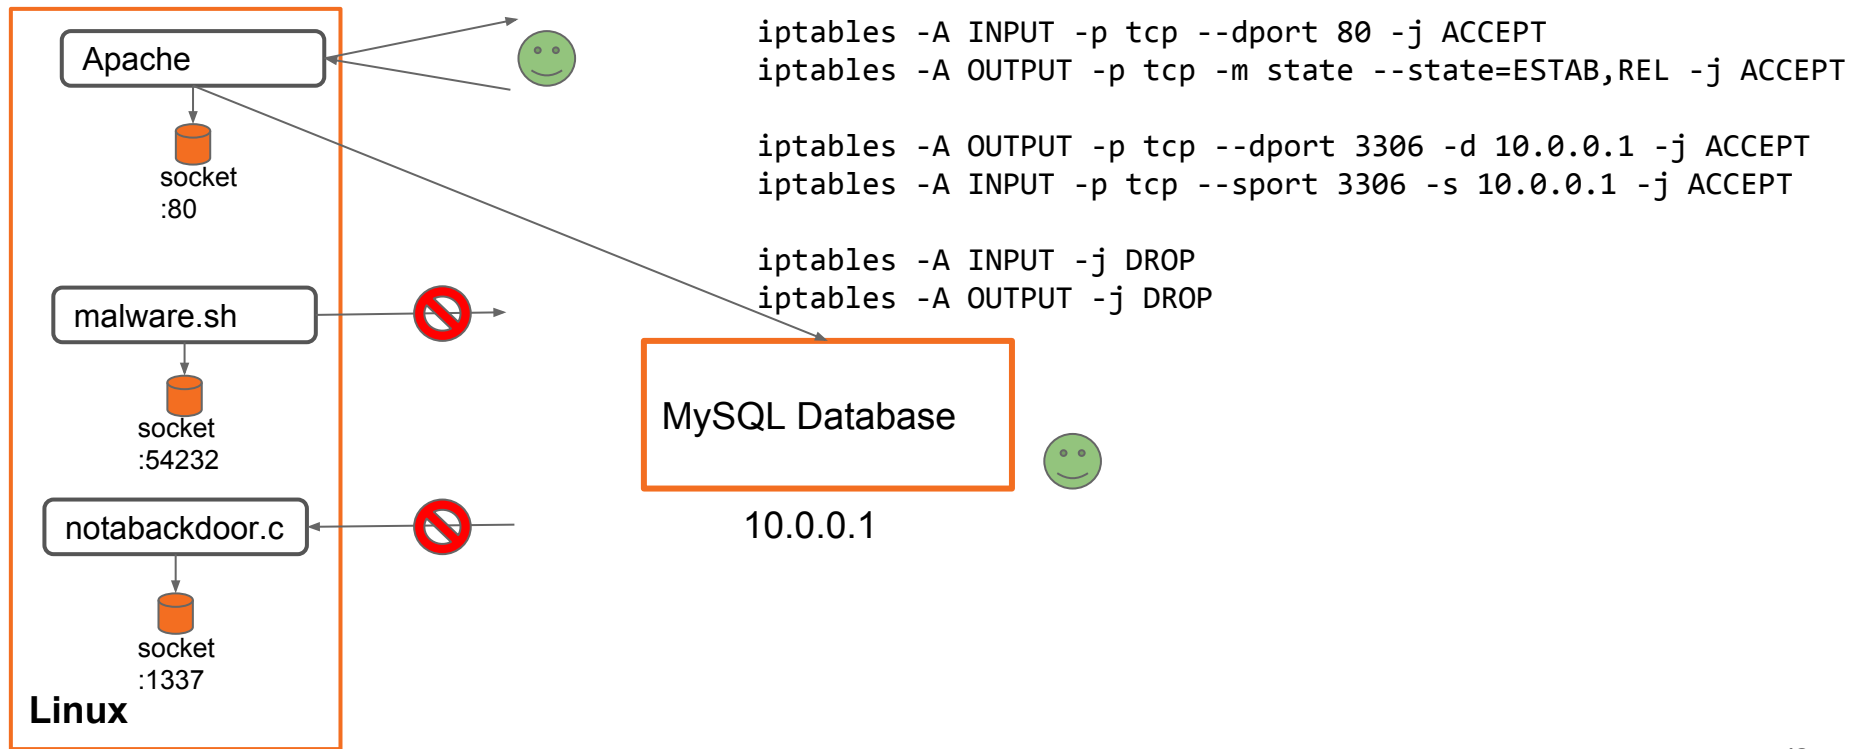 Apache
socket
:80
malware.sh
socket
:54232
notabackdoor.c
socket
:1337
Linux
iptables -A INPUT -p tcp --dport 80 -j ACCEPT
iptables -A OUTPUT -p tcp -m state --state=ESTAB,REL -j ACCEPT
iptables -A OUTPUT -p tcp --dport 3306 -d 10.0.0.1 -j ACCEPT
iptables -A INPUT -p tcp --sport 3306 -s 10.0.0.1 -j ACCEPT
iptables -A INPUT -j DROP
iptables -A OUTPUT -j DROP
MySQL Database
10.0.0.1